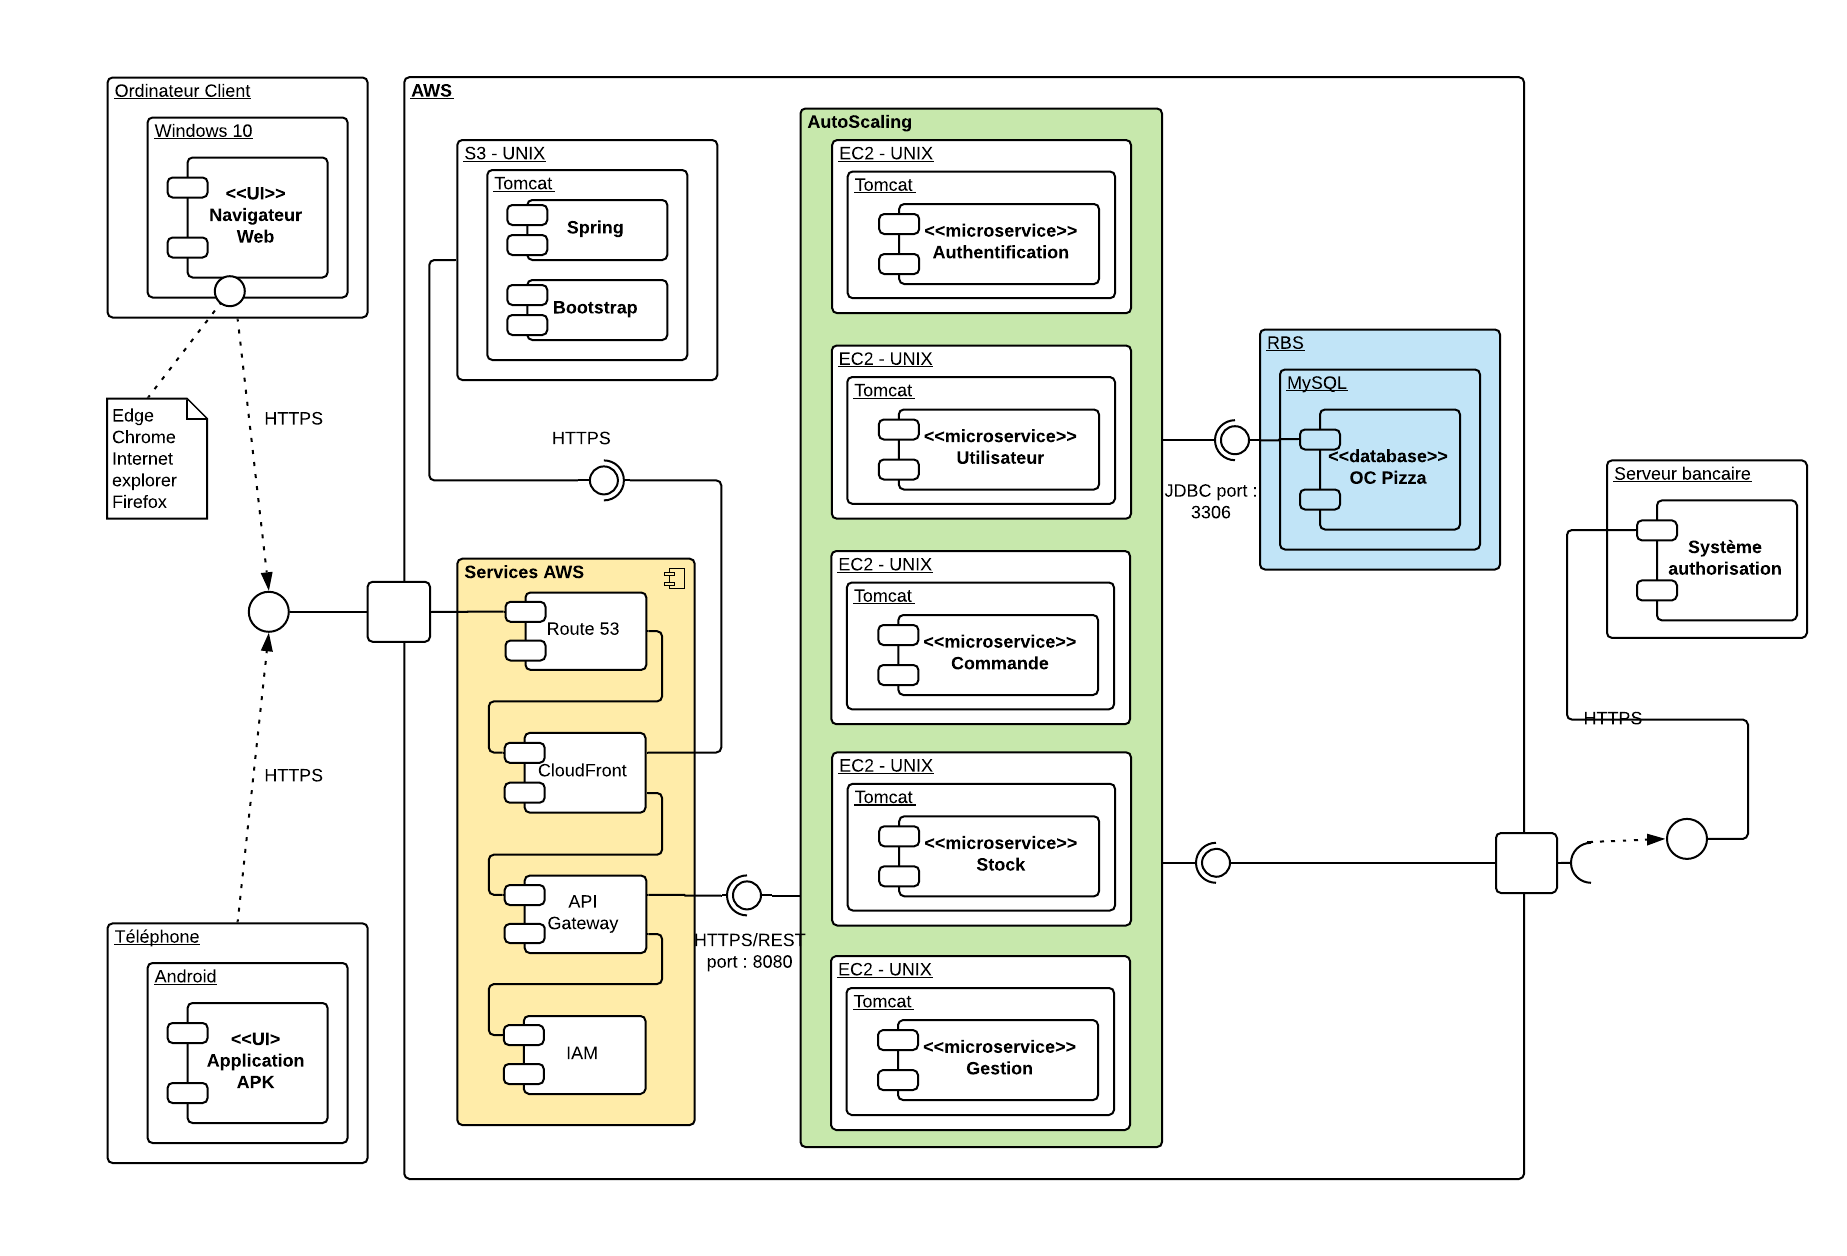 Ordinateur Client
Windows 10
<<UI>>
Navigateur
Web
Edge
Chrome
Internet
explorer
Firefox
HTTPS
HTTPS
Téléphone
Android
<<UI>
Application
APK
AWS
S3 - UNIX
Tomcat
Spring
Bootstrap
HTTPS
Services AWS
Route 53
CloudFront
API
Gateway
IAM
HTTPS/REST
port : 8080
AutoScaling
EC2 - UNIX
Tomcat
<<microservice>>
Authentification
EC2 - UNIX
Tomcat
<<microservice>>
Utilisateur
EC2 - UNIX
Tomcat
<<microservice>>
Commande
EC2 - UNIX
Tomcat
<<microservice>>
Stock
EC2 - UNIX
Tomcat
<<microservice>>
Gestion
JDBC port :
3306
RBS
MySQL
<<database>>
OC Pizza
Serveur bancaire
Système
authorisation
HTTPS